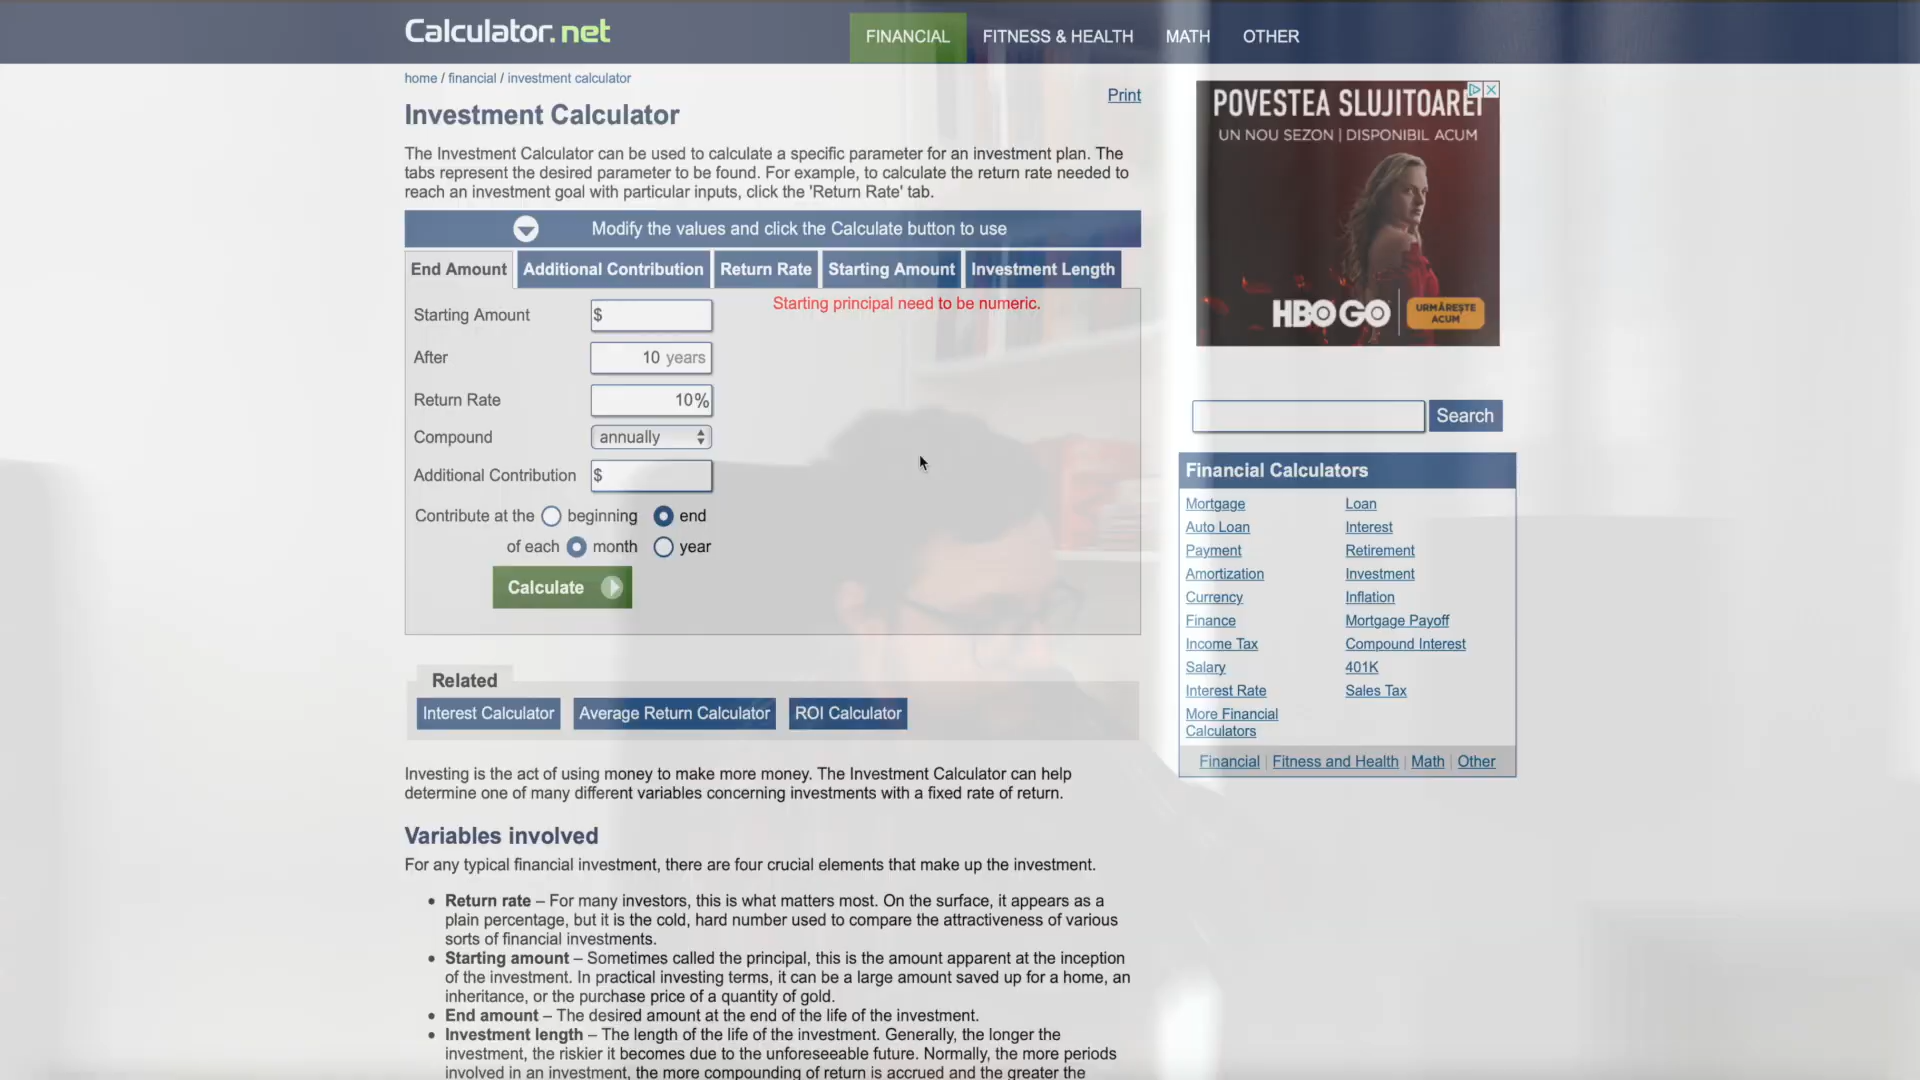 Calculator.net
FINANCIAL
FITNESS & HEALTH
MATH
OTHER
home / financial / investment calculator
Print
Investment Calculator
The Investment Calculator can be used to calculate a specific parameter for an investment plan. The
tabs represent the desired parameter to be found. For example, to calculate the return rate needed to
reach an investment goal with particular inputs, click the 'Return Rate' tab.
Modify the values and click the Calculate button to use
End Amount
Additional Contribution
Return Rate
Starting Amount
Investment Length
Starting principal need to be numeric.
Starting Amount
$
After
10 years
Return Rate
10%
Compound
annually
Additional Contribution
$
Contribute at the beginning end
of each month year
Calculate
Related
Interest Calculator
Average Return Calculator
ROI Calculator
Investing is the act of using money to make more money. The Investment Calculator can help
determine one of many different variables concerning investments with a fixed rate of return.
Variables involved
For any typical financial investment, there are four crucial elements that make up the investment.
• Return rate – For many investors, this is what matters most. On the surface, it appears as a
plain percentage, but it is the cold, hard number used to compare the attractiveness of various
sorts of financial investments.
• Starting amount – Sometimes called the principal, this is the amount apparent at the inception
of the investment. In practical investing terms, it can be a large amount saved up for a home, an
inheritance, or the purchase price of a quantity of gold.
• End amount – The desired amount at the end of the life of the investment.
• Investment length – The length of the life of the investment. Generally, the longer the
investment, the riskier it becomes due to the unforeseeable future. Normally, the more periods
involved in an investment, the more compounding of return is accrued and the greater the
POVESTEA SLUJITOAREI
UN NOU SEZON | DISPONIBIL ACUM
HBO GO
URMĂREȘTE
ACUM
Search
Financial Calculators
Mortgage
Loan
Auto Loan
Interest
Payment
Retirement
Amortization
Investment
Currency
Inflation
Finance
Mortgage Payoff
Income Tax
Compound Interest
Salary
401K
Interest Rate
Sales Tax
More Financial
Calculators
Financial | Fitness and Health | Math | Other